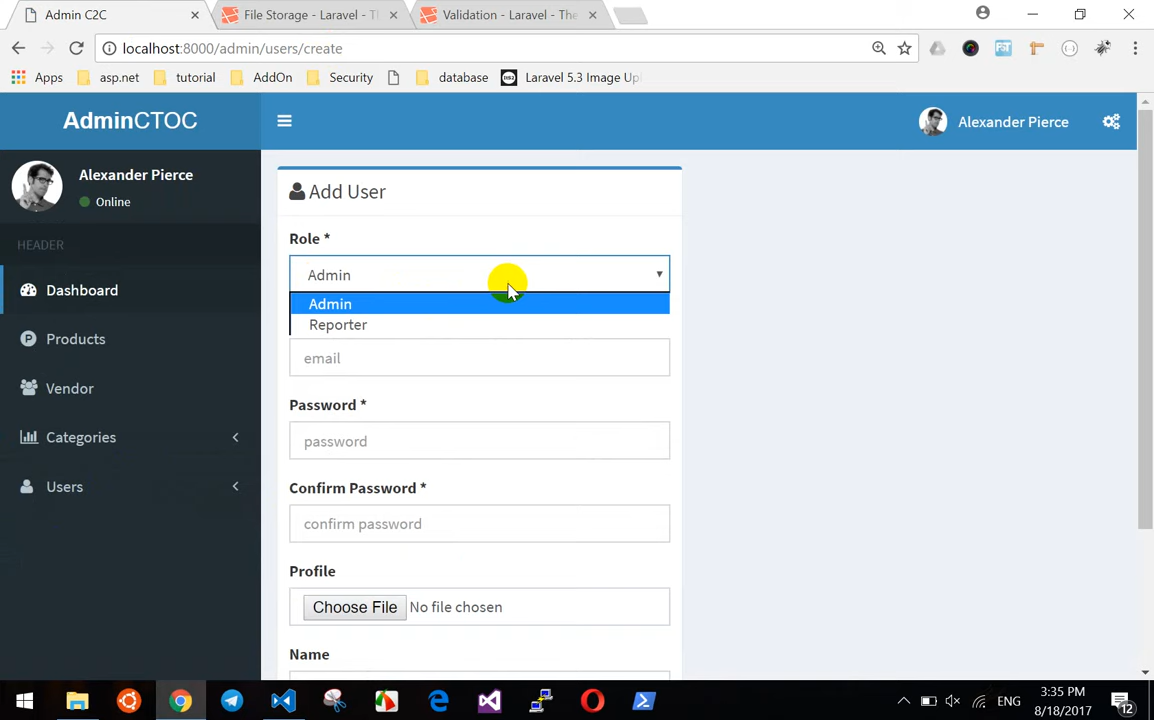 Admin C2C
File Storage - Laravel - T
Validation - Laravel - The
localhost:8000/admin/users/create
Apps
asp.net
tutorial
AddOn
Security
database
Laravel 5.3 Image Up
AdminCTOC
Alexander Pierce
Alexander Pierce
Online
HEADER
Dashboard
Products
Vendor
Categories
Users
Add User
Role *
Admin
Admin
Reporter
email
Password *
password
Confirm Password *
confirm password
Profile
Choose File No file chosen
Name
ENG
3:35 PM
8/18/2017
12